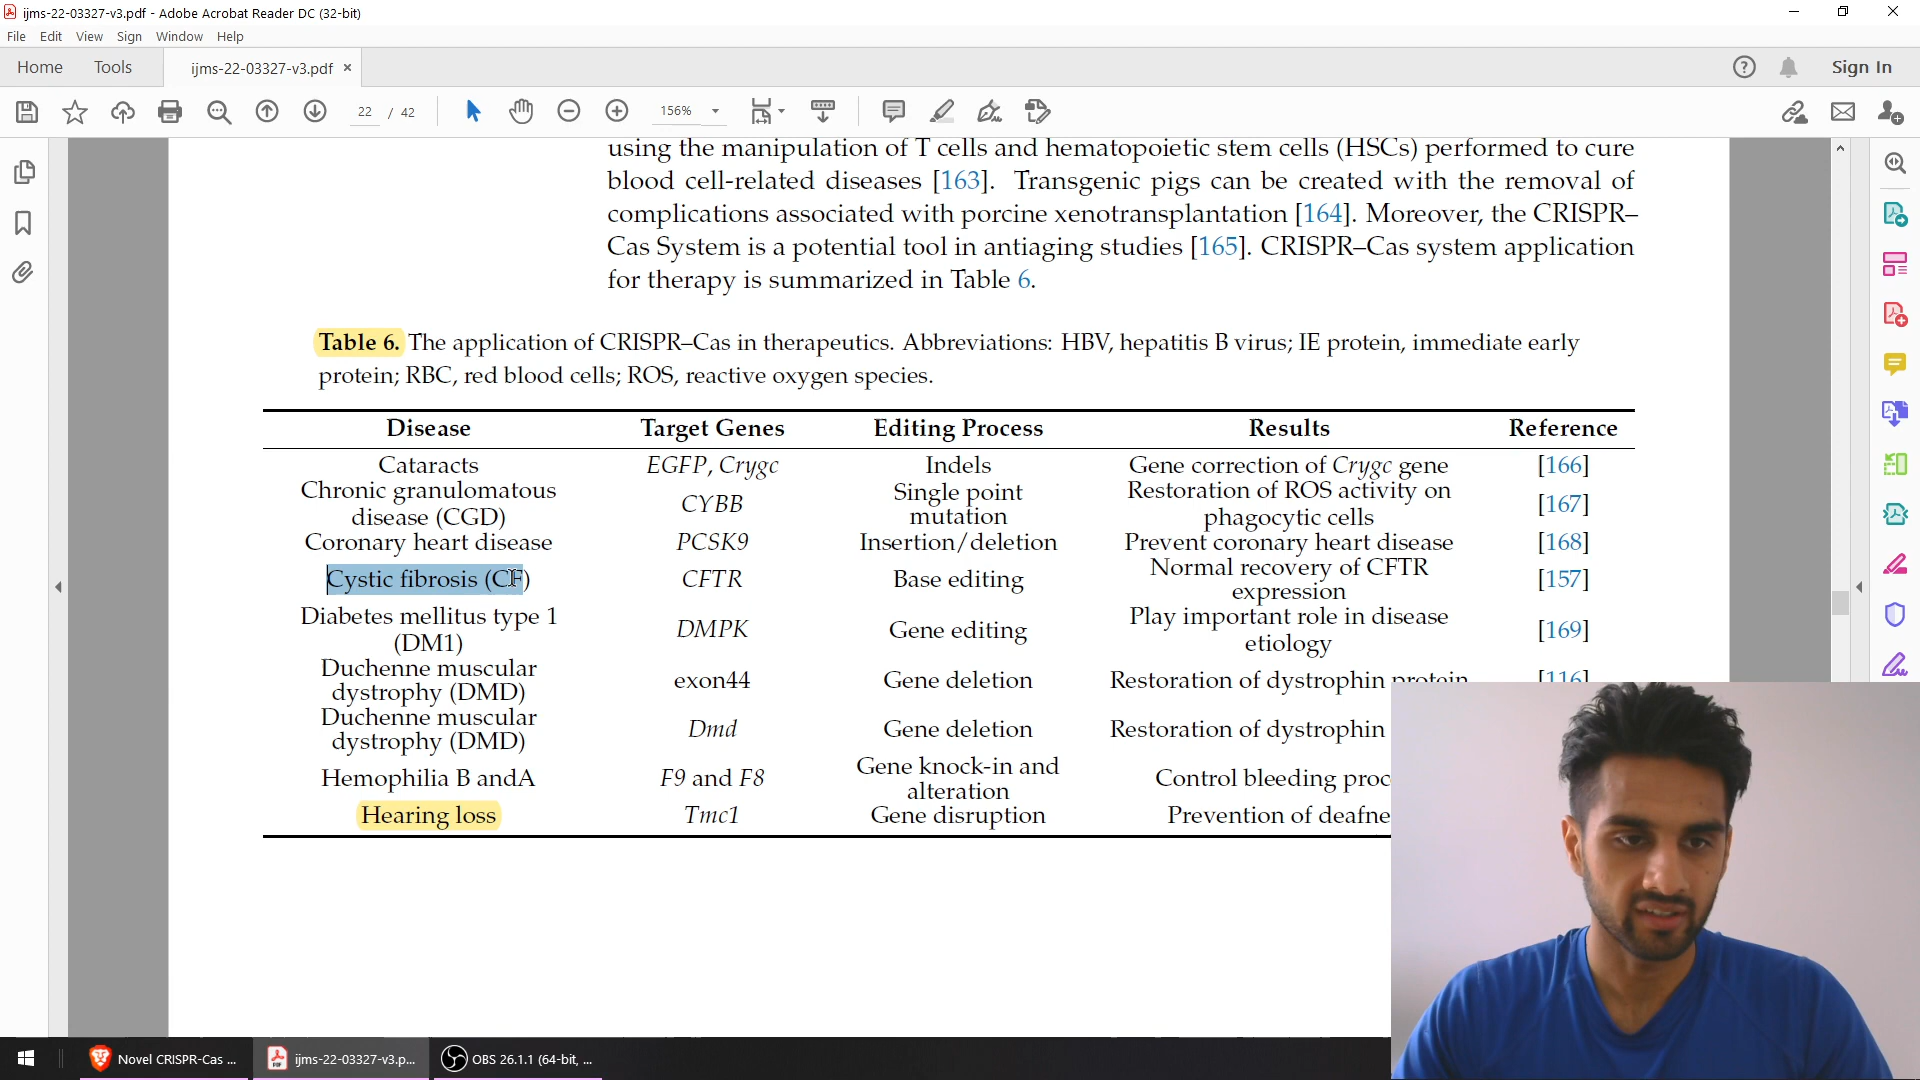 ijms-22-03327-v3.pdf - Adobe Acrobat Reader DC (32-bit)
File Edit View Sign Window Help
Home Tools ijms-22-03327-v3.pdf × Sign In
22 / 42 156%
using the manipulation of T cells and hematopoietic stem cells (HSCs) performed to cure
blood cell-related diseases [163]. Transgenic pigs can be created with the removal of
complications associated with porcine xenotransplantation [164]. Moreover, the CRISPR–
Cas System is a potential tool in antiaging studies [165]. CRISPR–Cas system application
for therapy is summarized in Table 6.
Table 6. The application of CRISPR–Cas in therapeutics. Abbreviations: HBV, hepatitis B virus; IE protein, immediate early
protein; RBC, red blood cells; ROS, reactive oxygen species.
Disease Target Genes Editing Process Results Reference
Cataracts EGFP, Crygc Indels Gene correction of Crygc gene [166]
Chronic granulomatous
disease (CGD) CYBB Single point
mutation Restoration of ROS activity on
phagocytic cells [167]
Coronary heart disease PCSK9 Insertion/deletion Prevent coronary heart disease [168]
Cystic fibrosis (CF) CFTR Base editing Normal recovery of CFTR
expression [157]
Diabetes mellitus type 1
(DM1) DMPK Gene editing Play important role in disease
etiology [169]
Duchenne muscular
dystrophy (DMD) exon44 Gene deletion Restoration of dystrophin protein [116]
Duchenne muscular
dystrophy (DMD) Dmd Gene deletion Restoration of dystrophin
Hemophilia B andA F9 and F8 Gene knock-in and
alteration Control bleeding proc
Hearing loss Tmc1 Gene disruption Prevention of deafne
Novel CRISPR-Cas ... ijms-22-03327-v3.p... OBS 26.1.1 (64-bit, ...